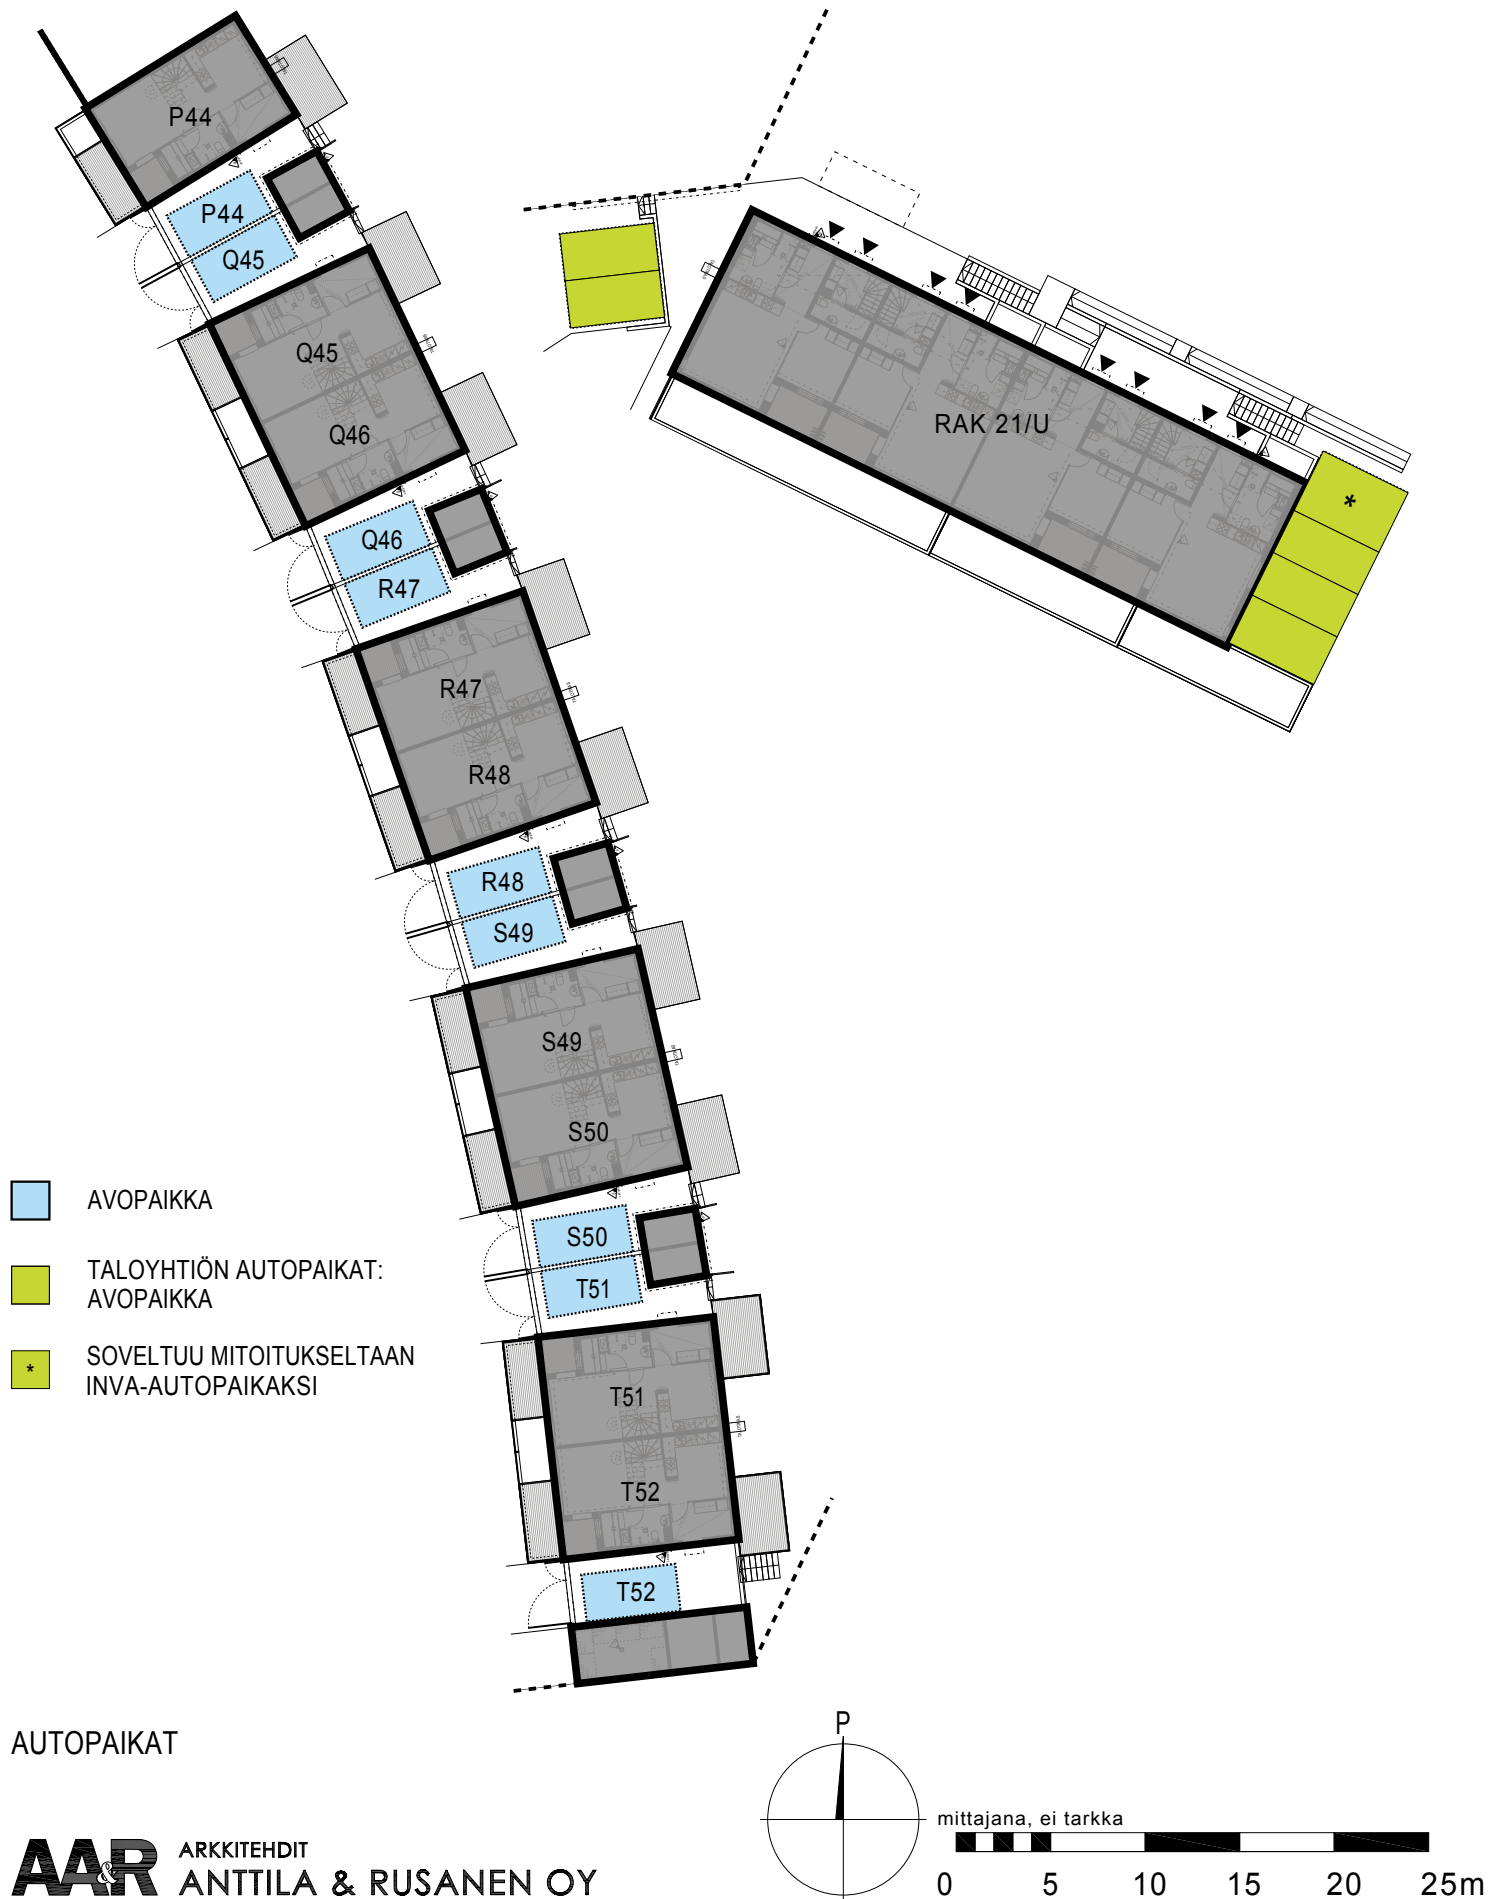 P44
P44
Q45
Q45
Q46
RAK 21/U
*
Q46
R47
R47
R48
R48
S49
S49
S50
AVOPAIKKA
S50
TALOYHTIÖN AUTOPAIKAT:
AVOPAIKKA
T51
* SOVELTUU MITOITUKSELTAAN
INVA-AUTOPAIKAKSI
T51
T52
T52
AUTOPAIKAT
P
mittajana, ei tarkka
0 5 10 15 20 25m
AA&R
ARKKITEHDIT
ANTTILA & RUSANEN OY